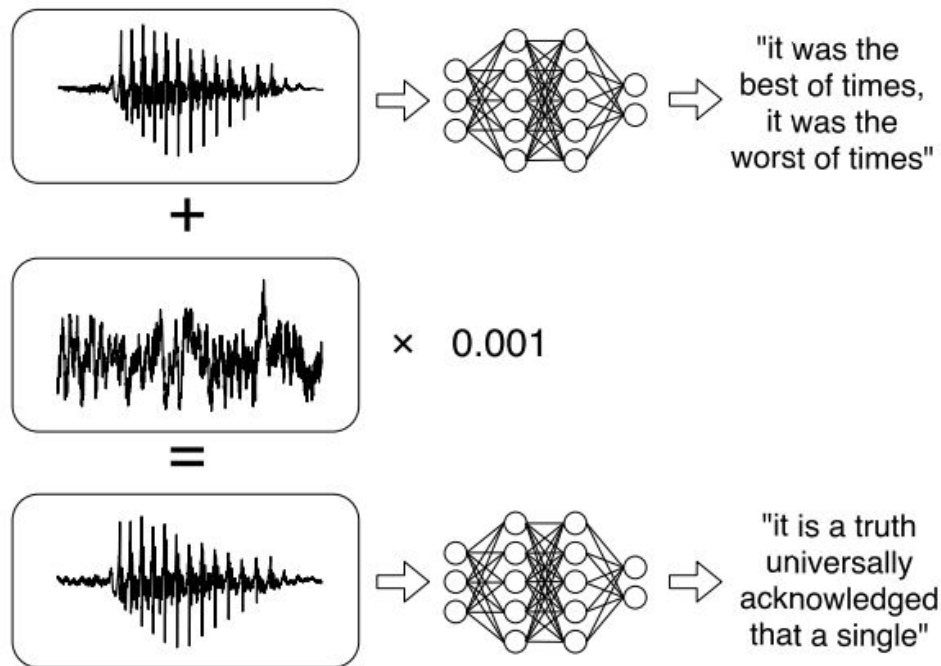 "it was the
best of times,
it was the
worst of times"
+
× 0.001
=
"it is a truth
universally
acknowledged
that a single"